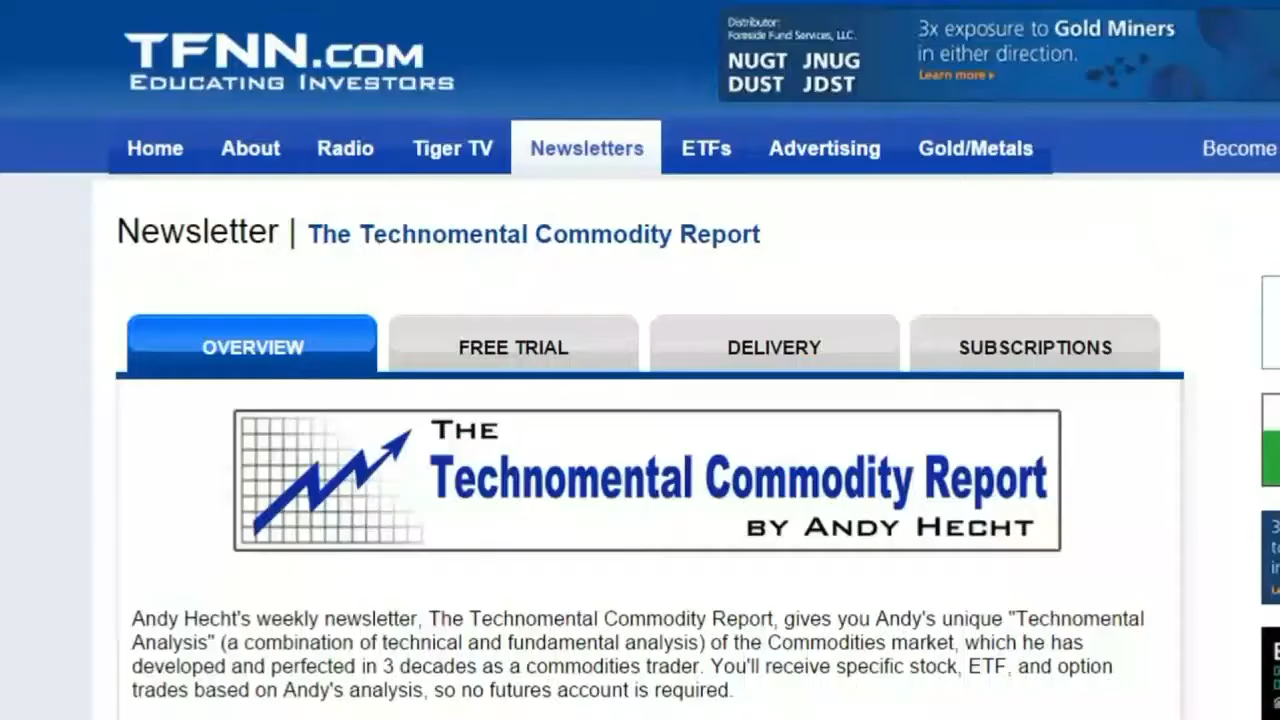 TFNN.COM
EDUCATING INVESTORS
Distributor:
Foreside Fund Services, LLC.
NUGT JNUG
DUST JDST
3x exposure to Gold Miners
in either direction.
Learn more
Home About Radio Tiger TV Newsletters ETFs Advertising Gold/Metals Become
Newsletter | The Technomental Commodity Report
OVERVIEW FREE TRIAL DELIVERY SUBSCRIPTIONS
THE
Technomental Commodity Report
BY ANDY HECHT
Andy Hecht's weekly newsletter, The Technomental Commodity Report, gives you Andy's unique "Technomental
Analysis" (a combination of technical and fundamental analysis) of the Commodities market, which he has
developed and perfected in 3 decades as a commodities trader. You'll receive specific stock, ETF, and option
trades based on Andy's analysis, so no futures account is required.